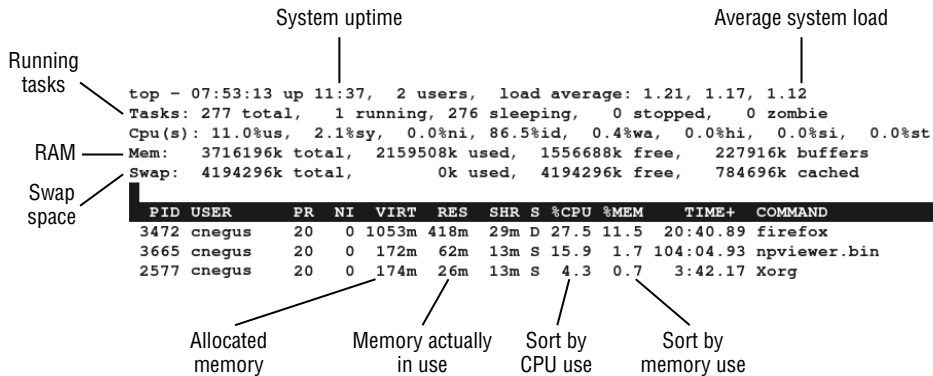 System uptime
Average system load
Running
tasks
top – 07:53:13 up 11:37, 2 users, load average: 1.21, 1.17, 1.12
Tasks: 277 total, 1 running, 276 sleeping, 0 stopped, 0 zombie
Cpu(s): 11.0%us, 2.1%sy, 0.0%ni, 86.5%id, 0.4%wa, 0.0%hi, 0.0%si, 0.0%st
RAM
Mem: 3716196k total, 2159508k used, 1556688k free, 227916k buffers
Swap: 4194296k total, 0k used, 4194296k free, 784696k cached
Swap
space
PID USER PR NI VIRT RES SHR S %CPU %MEM TIME+ COMMAND
3472 cnegus 20 0 1053m 418m 29m D 27.5 11.5 20:40.89 firefox
3665 cnegus 20 0 172m 62m 13m S 15.9 1.7 104:04.93 npviewer.bin
2577 cnegus 20 0 174m 26m 13m S 4.3 0.7 3:42.17 Xorg
Allocated
memory
Memory actually
in use
Sort by
CPU use
Sort by
memory use